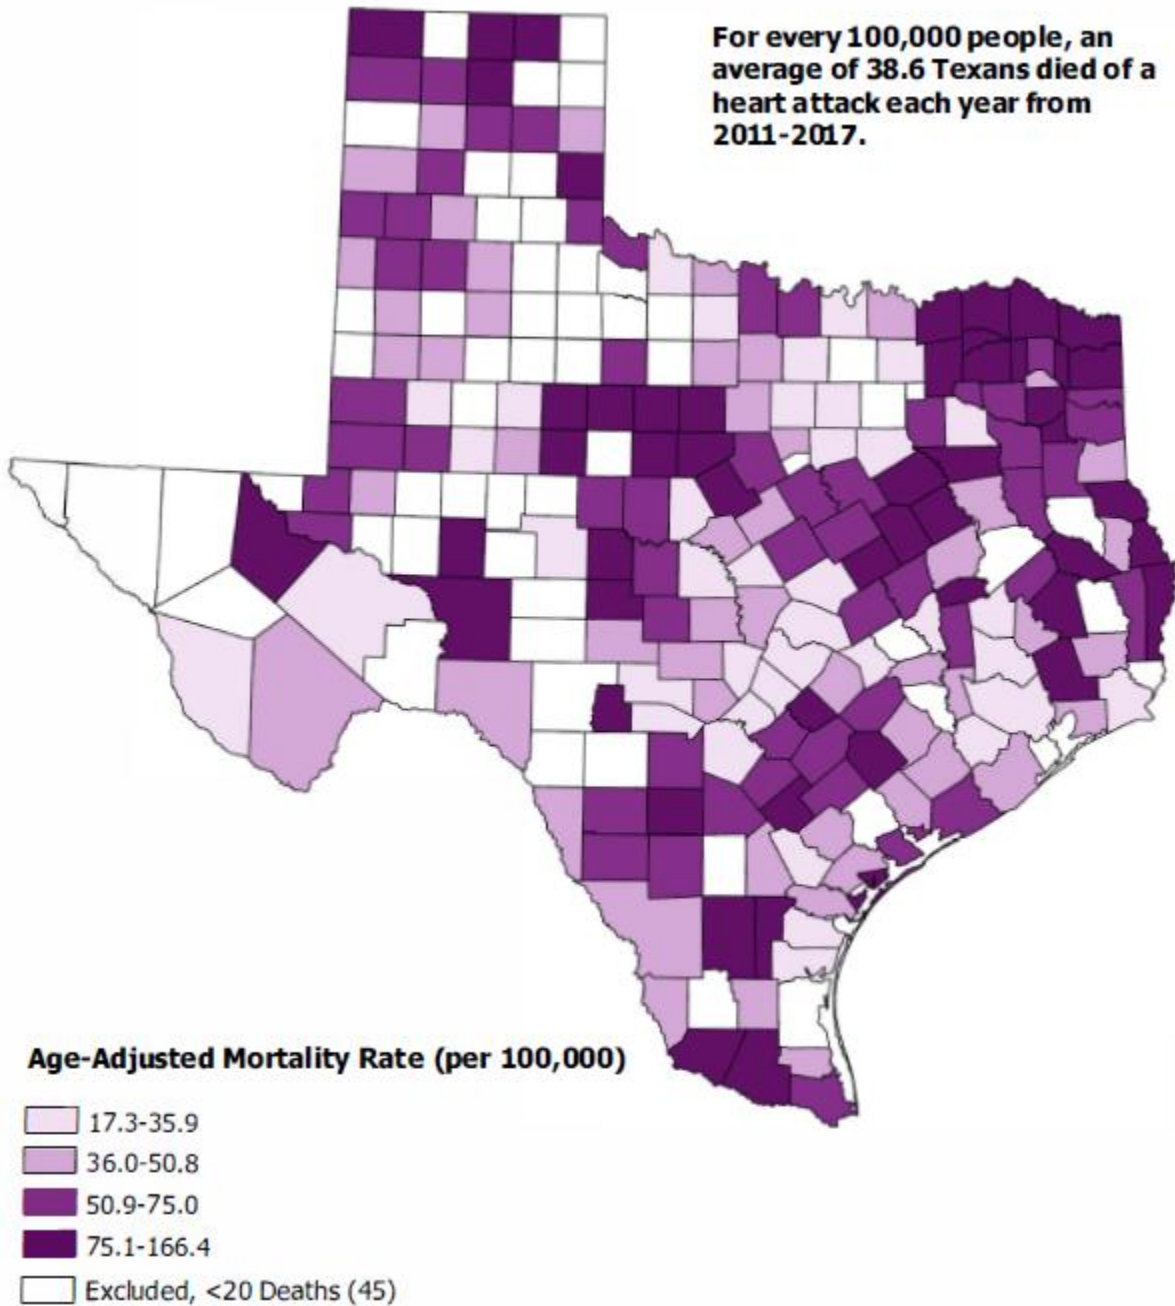 For every 100,000 people, an
average of 38.6 Texans died of a
heart attack each year from
2011-2017.
Age-Adjusted Mortality Rate (per 100,000)
17.3-35.9
36.0-50.8
50.9-75.0
75.1-166.4
Excluded, <20 Deaths (45)